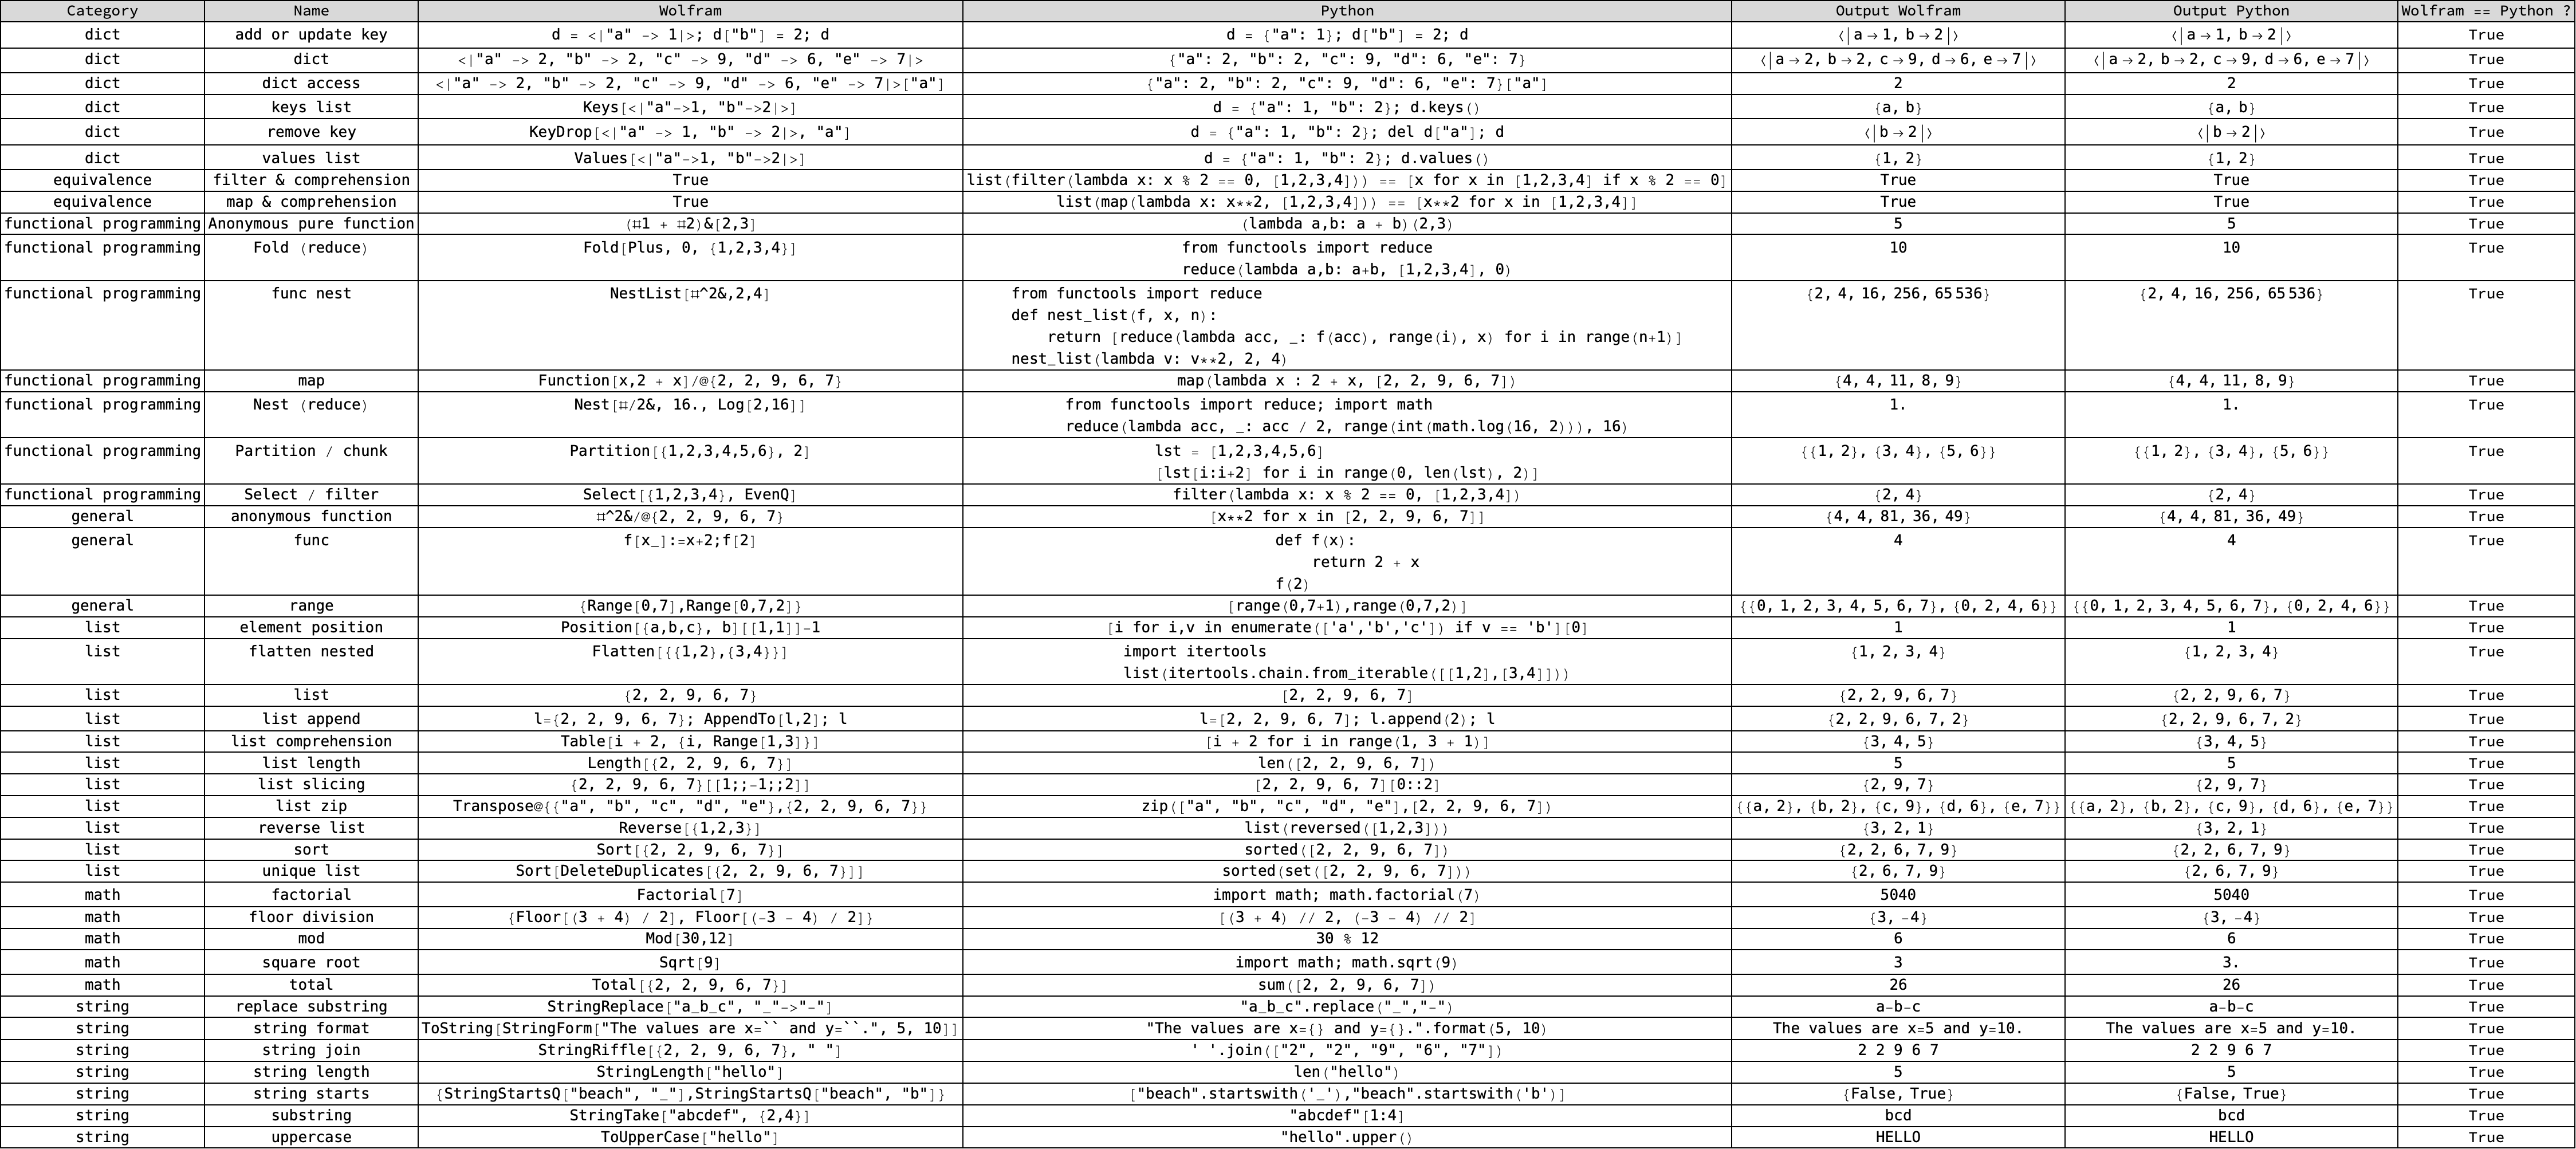 Category Name Wolfram Python Output Wolfram Output Python Wolfram == Python ?
dict add or update key d = <|"a" -> 1|>; d["b"] = 2; d d = {"a": 1}; d["b"] = 2; d ⟨|a→1, b→2|⟩ ⟨|a→1, b→2|⟩ True
dict dict <|"a" -> 2, "b" -> 2, "c" -> 9, "d" -> 6, "e" -> 7|> {"a": 2, "b": 2, "c": 9, "d": 6, "e": 7} ⟨|a→2, b→2, c→9, d→6, e→7|⟩ ⟨|a→2, b→2, c→9, d→6, e→7|⟩ True
dict dict access <|"a" -> 2, "b" -> 2, "c" -> 9, "d" -> 6, "e" -> 7|>["a"] {"a": 2, "b": 2, "c": 9, "d": 6, "e": 7}["a"] 2 2 True
dict keys list Keys[<|"a"->1, "b"->2|>] d = {"a": 1, "b": 2}; d.keys() {a, b} {a, b} True
dict remove key KeyDrop[<|"a" -> 1, "b" -> 2|>, "a"] d = {"a": 1, "b": 2}; del d["a"]; d ⟨|b→2|⟩ ⟨|b→2|⟩ True
dict values list Values[<|"a"->1, "b"->2|>] d = {"a": 1, "b": 2}; d.values() {1, 2} {1, 2} True
equivalence filter & comprehension True list(filter(lambda x: x % 2 == 0, [1,2,3,4])) == [x for x in [1,2,3,4] if x % 2 == 0] True True True
equivalence map & comprehension True list(map(lambda x: x**2, [1,2,3,4])) == [x**2 for x in [1,2,3,4]] True True True
functional programming Anonymous pure function (#1 + #2)&[2,3] (lambda a,b: a + b)(2,3) 5 5 True
functional programming Fold (reduce) Fold[Plus, 0, {1,2,3,4}] from functools import reduce 10 10 True
reduce(lambda a,b: a+b, [1,2,3,4], 0)
functional programming func nest NestList[#^2&,2,4] from functools import reduce {2, 4, 16, 256, 65536} {2, 4, 16, 256, 65536} True
def nest_list(f, x, n):
return [reduce(lambda acc, _: f(acc), range(i), x) for i in range(n+1)]
nest_list(lambda v: v**2, 2, 4)
functional programming map Function[x,2 + x]/@{2, 2, 9, 6, 7} map(lambda x : 2 + x, [2, 2, 9, 6, 7]) {4, 4, 11, 8, 9} {4, 4, 11, 8, 9} True
functional programming Nest (reduce) Nest[#/2&, 16., Log[2,16]] from functools import reduce; import math 1. 1. True
reduce(lambda acc, _: acc / 2, range(int(math.log(16, 2))), 16)
functional programming Partition / chunk Partition[{1,2,3,4,5,6}, 2] lst = [1,2,3,4,5,6] {{1, 2}, {3, 4}, {5, 6}} {{1, 2}, {3, 4}, {5, 6}} True
[lst[i:i+2] for i in range(0, len(lst), 2)]
functional programming Select / filter Select[{1,2,3,4}, EvenQ] filter(lambda x: x % 2 == 0, [1,2,3,4]) {2, 4} {2, 4} True
general anonymous function #^2&/@{2, 2, 9, 6, 7} [x**2 for x in [2, 2, 9, 6, 7]] {4, 4, 81, 36, 49} {4, 4, 81, 36, 49} True
general func f[x_]:=x+2;f[2] def f(x): 4 4 True
return 2 + x
f(2)
general range {Range[0,7],Range[0,7,2]} [range(0,7+1),range(0,7,2)] {{0, 1, 2, 3, 4, 5, 6, 7}, {0, 2, 4, 6}} {{0, 1, 2, 3, 4, 5, 6, 7}, {0, 2, 4, 6}} True
list element position Position[{a,b,c}, b][[1,1]]-1 [i for i,v in enumerate(['a','b','c']) if v == 'b'][0] 1 1 True
list flatten nested Flatten[{{1,2},{3,4}}] import itertools {1, 2, 3, 4} {1, 2, 3, 4} True
list(itertools.chain.from_iterable([[1,2],[3,4]]))
list list {2, 2, 9, 6, 7} [2, 2, 9, 6, 7] {2, 2, 9, 6, 7} {2, 2, 9, 6, 7} True
list list append l={2, 2, 9, 6, 7}; AppendTo[l,2]; l l=[2, 2, 9, 6, 7]; l.append(2); l {2, 2, 9, 6, 7, 2} {2, 2, 9, 6, 7, 2} True
list list comprehension Table[i + 2, {i, Range[1,3]}] [i + 2 for i in range(1, 3 + 1)] {3, 4, 5} {3, 4, 5} True
list list length Length[{2, 2, 9, 6, 7}] len([2, 2, 9, 6, 7]) 5 5 True
list list slicing {2, 2, 9, 6, 7}[[1;;-1;;2]] [2, 2, 9, 6, 7][0::2] {2, 9, 7} {2, 9, 7} True
list list zip Transpose@{{"a", "b", "c", "d", "e"},{2, 2, 9, 6, 7}} zip(["a", "b", "c", "d", "e"],[2, 2, 9, 6, 7]) {{a, 2}, {b, 2}, {c, 9}, {d, 6}, {e, 7}} {{a, 2}, {b, 2}, {c, 9}, {d, 6}, {e, 7}} True
list reverse list Reverse[{1,2,3}] list(reversed([1,2,3])) {3, 2, 1} {3, 2, 1} True
list sort Sort[{2, 2, 9, 6, 7}] sorted([2, 2, 9, 6, 7]) {2, 2, 6, 7, 9} {2, 2, 6, 7, 9} True
list unique list Sort[DeleteDuplicates[{2, 2, 9, 6, 7}]] sorted(set([2, 2, 9, 6, 7])) {2, 6, 7, 9} {2, 6, 7, 9} True
math factorial Factorial[7] import math; math.factorial(7) 5040 5040 True
math floor division {Floor[(3 + 4) / 2], Floor[(-3 - 4) / 2]} [(3 + 4) // 2, (-3 - 4) // 2] {3, -4} {3, -4} True
math mod Mod[30,12] 30 % 12 6 6 True
math square root Sqrt[9] import math; math.sqrt(9) 3 3. True
math total Total[{2, 2, 9, 6, 7}] sum([2, 2, 9, 6, 7]) 26 26 True
string replace substring StringReplace["a_b_c", "_"->"-"] "a_b_c".replace("_","-") a-b-c a-b-c True
string string format ToString[StringForm["The values are x=`` and y=``.", 5, 10]] "The values are x={} and y={}.".format(5, 10) The values are x=5 and y=10. The values are x=5 and y=10. True
string string join StringRiffle[{2, 2, 9, 6, 7}, " "] ' '.join(["2", "2", "9", "6", "7"]) 2 2 9 6 7 2 2 9 6 7 True
string string length StringLength["hello"] len("hello") 5 5 True
string string starts {StringStartsQ["beach", "_"],StringStartsQ["beach", "b"]} ["beach".startswith('_'),"beach".startswith('b')] {False, True} {False, True} True
string substring StringTake["abcdef", {2,4}] "abcdef"[1:4] bcd bcd True
string uppercase ToUpperCase["hello"] "hello".upper() HELLO HELLO True